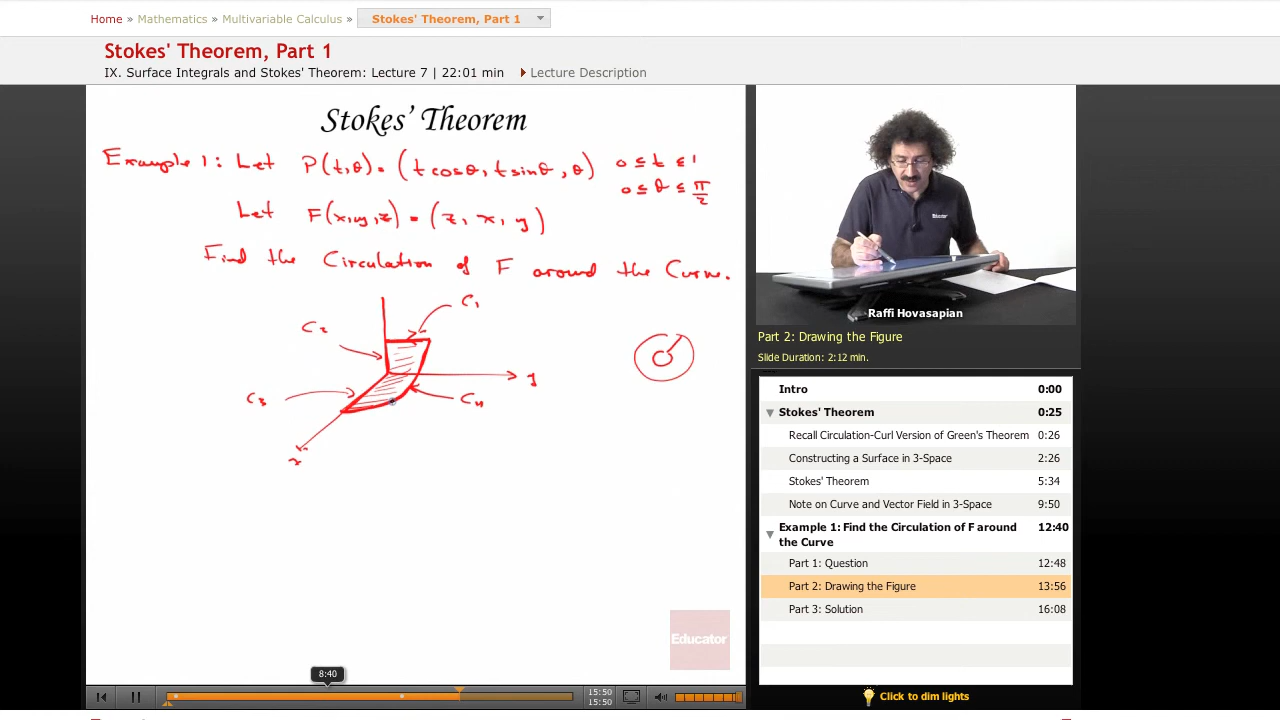 Home » Mathematics » Multivariable Calculus » Stokes' Theorem, Part 1
Stokes' Theorem, Part 1
IX. Surface Integrals and Stokes' Theorem: Lecture 7 | 22:01 min Lecture Description
Stokes' Theorem
Example 1: Let P(t,θ) = (t cosθ, t sinθ, θ) 0 ≤ t ≤ 1
0 ≤ θ ≤ π/2
Let F(x,y,z) = (z, x, y)
Find the Circulation of F around the Curve.
C1
C2
y
C3
C4
x
Educator
8:40
15:50
15:50
Raffi Hovasapian
Part 2: Drawing the Figure
Slide Duration: 2:12 min.
Intro 0:00
Stokes' Theorem 0:25
Recall Circulation-Curl Version of Green's Theorem 0:26
Constructing a Surface in 3-Space 2:26
Stokes' Theorem 5:34
Note on Curve and Vector Field in 3-Space 9:50
Example 1: Find the Circulation of F around 12:40
the Curve
Part 1: Question 12:48
Part 2: Drawing the Figure 13:56
Part 3: Solution 16:08
Click to dim lights